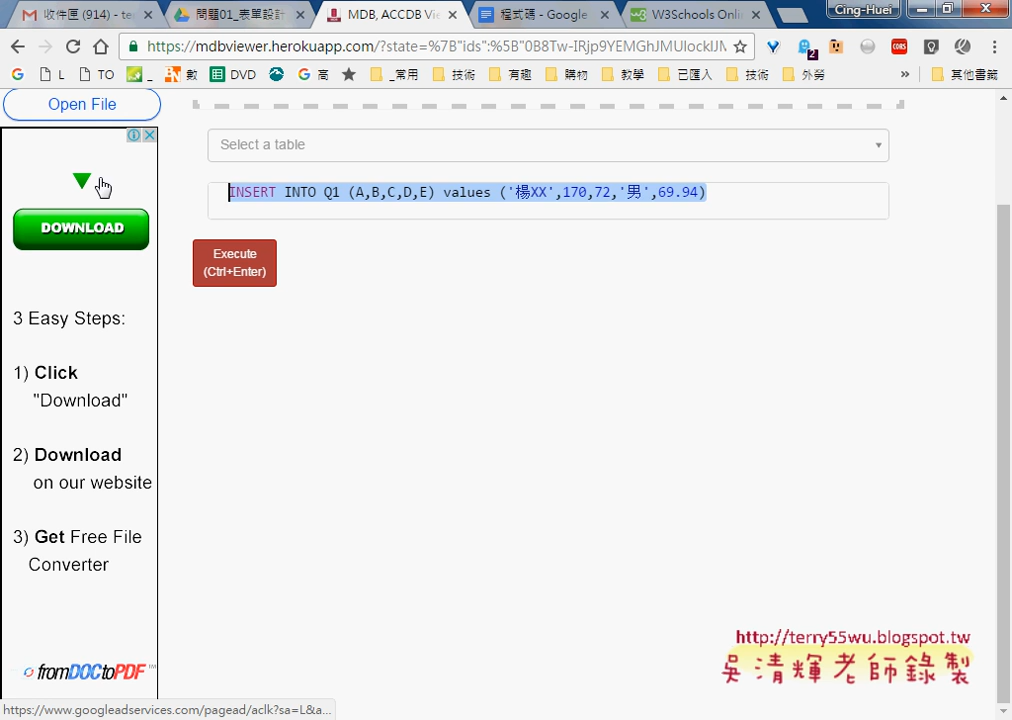 收件匣 (914) - ter
問題01_表單設計
MDB, ACCDB Vi
程式碼 - Google
W3Schools Onli
Cing-Huei
https://mdbviewer.herokuapp.com/?state=%7B"ids":%5B"0B8Tw-IRjp9YEMGhJMUlockIJM
L
TO
_
數
DVD
高
_常用
技術
有趣
購物
教學
已匯入
技術
外勞
»
其他書籤
Open File
Select a table
INSERT INTO Q1 (A,B,C,D,E) values ('楊XX',170,72,'男',69.94)
DOWNLOAD
Execute
(Ctrl+Enter)
3 Easy Steps:
1) Click
"Download"
2) Download
on our website
3) Get Free File
Converter
fromDOCtoPDF™
http://terry55wu.blogspot.tw
吳清輝老師錄製
https://www.googleadservices.com/pagead/aclk?sa=L&a...